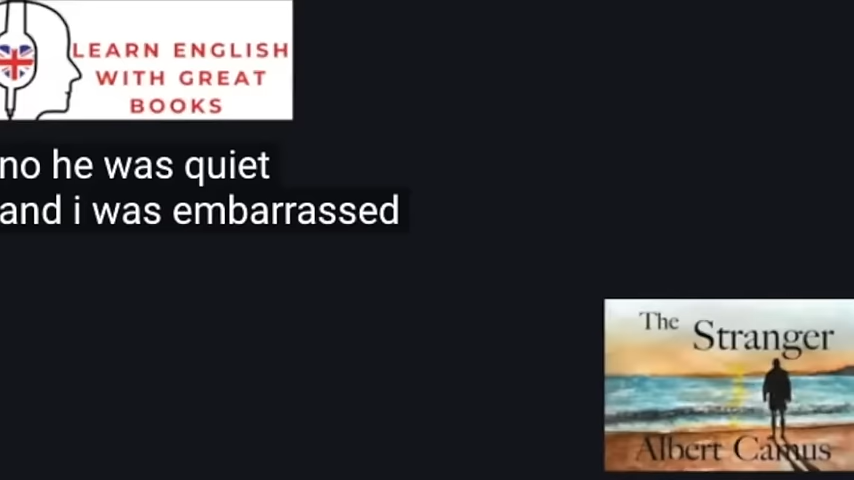 LEARN ENGLISH
WITH GREAT
BOOKS
no he was quiet
and i was embarrassed
The Stranger
Albert Camus